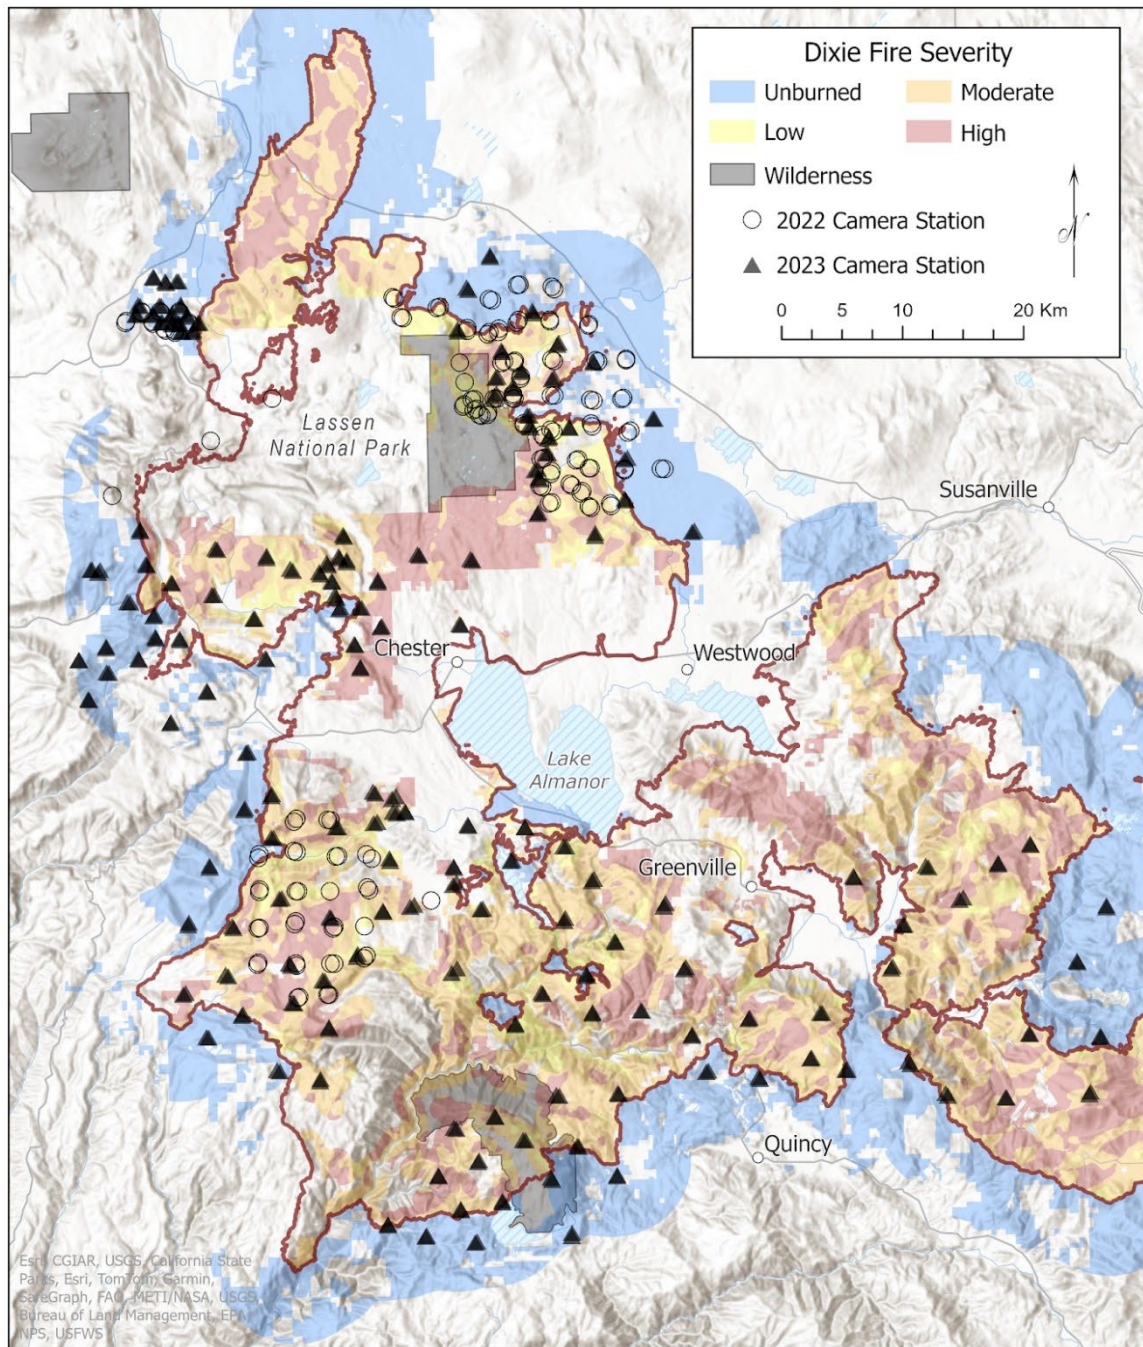 Dixie Fire Severity
Unburned
Moderate
Low
High
Wilderness
2022 Camera Station
2023 Camera Station
0 5 10 20 Km
N
Lassen
National Park
Susanville
Chester
Westwood
Lake
Almanor
Greenville
Quincy
Esri, CGIAR, USGS, California State
Parks, Esri, TomTom, Garmin,
SafeGraph, FAO, METI/NASA, USGS,
Bureau of Land Management, EPA,
NPS, USFWS